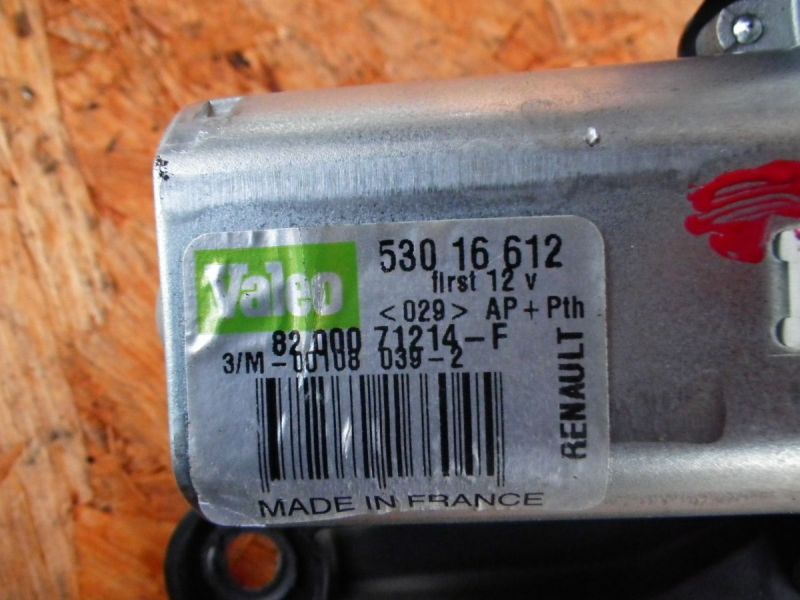 Valeo
530 16 612
first 12 v
<029> AP + Pth
82 000 71214-F
3/M -00108 039-2
RENAULT
MADE IN FRANCE